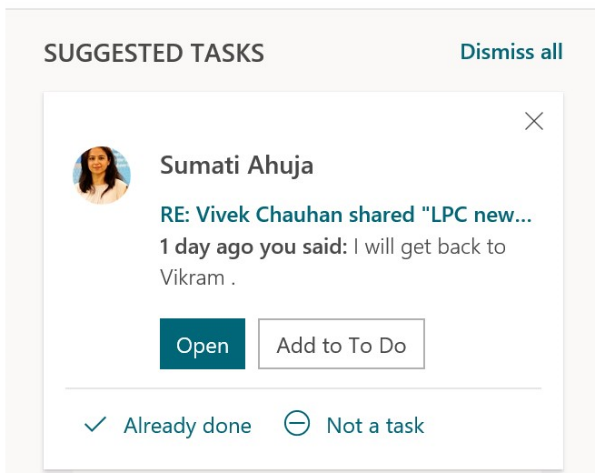 SUGGESTED TASKS
Dismiss all
Sumati Ahuja
RE: Vivek Chauhan shared "LPC new...
1 day ago you said: I will get back to
Vikram .
Open
Add to To Do
Already done
Not a task